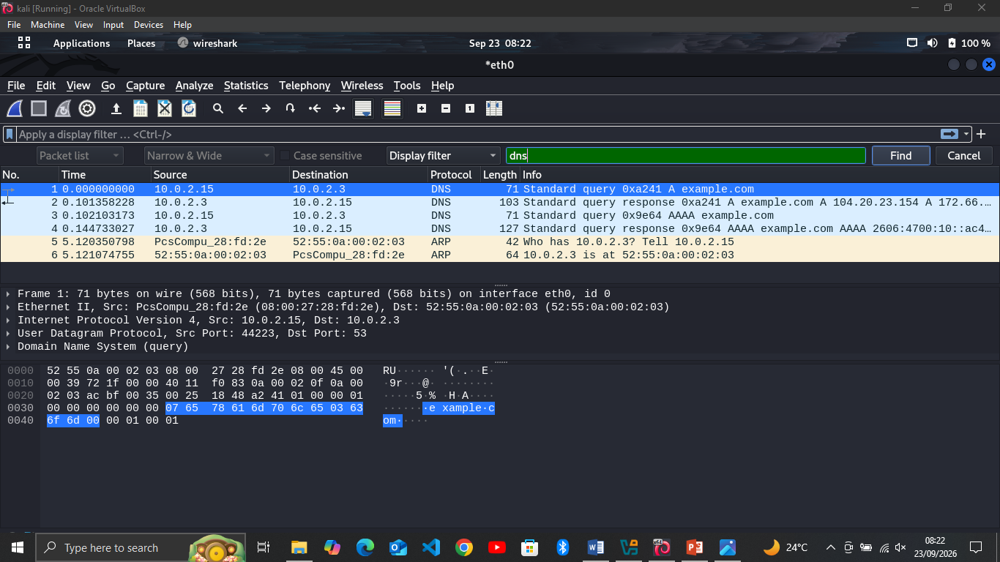 kali [Running] - Oracle VirtualBox
File Machine View Input Devices Help
Applications Places wireshark Sep 23 08:22 100 %
*eth0
File Edit View Go Capture Analyze Statistics Telephony Wireless Tools Help
Apply a display filter … <Ctrl-/>
Packet list Narrow & Wide Case sensitive Display filter dns Find Cancel
No. Time Source Destination Protocol Length Info
1 0.000000000 10.0.2.15 10.0.2.3 DNS 71 Standard query 0xa241 A example.com
2 0.101358228 10.0.2.3 10.0.2.15 DNS 103 Standard query response 0xa241 A example.com A 104.20.23.154 A 172.66.…
3 0.102103173 10.0.2.15 10.0.2.3 DNS 71 Standard query 0x9e64 AAAA example.com
4 0.144733027 10.0.2.3 10.0.2.15 DNS 127 Standard query response 0x9e64 AAAA example.com AAAA 2606:4700:10::ac4…
5 5.120350798 PcsCompu_28:fd:2e 52:55:0a:00:02:03 ARP 42 Who has 10.0.2.3? Tell 10.0.2.15
6 5.121074755 52:55:0a:00:02:03 PcsCompu_28:fd:2e ARP 64 10.0.2.3 is at 52:55:0a:00:02:03
Frame 1: 71 bytes on wire (568 bits), 71 bytes captured (568 bits) on interface eth0, id 0
Ethernet II, Src: PcsCompu_28:fd:2e (08:00:27:28:fd:2e), Dst: 52:55:0a:00:02:03 (52:55:0a:00:02:03)
Internet Protocol Version 4, Src: 10.0.2.15, Dst: 10.0.2.3
User Datagram Protocol, Src Port: 44223, Dst Port: 53
Domain Name System (query)
0000 52 55 0a 00 02 03 08 00 27 28 fd 2e 08 00 45 00 RU······ '(·.··E·
0010 00 39 72 1f 00 00 40 11 f0 83 0a 00 02 0f 0a 00 ·9r···@· ········
0020 02 03 ac bf 00 35 00 25 18 48 a2 41 01 00 00 01 ·····5·% ·H·A····
0030 00 00 00 00 00 00 07 65 78 61 6d 70 6c 65 03 63 ·······e xample·c
0040 6f 6d 00 00 01 00 01 om·····
Type here to search 24°C 08:22
23/09/2026